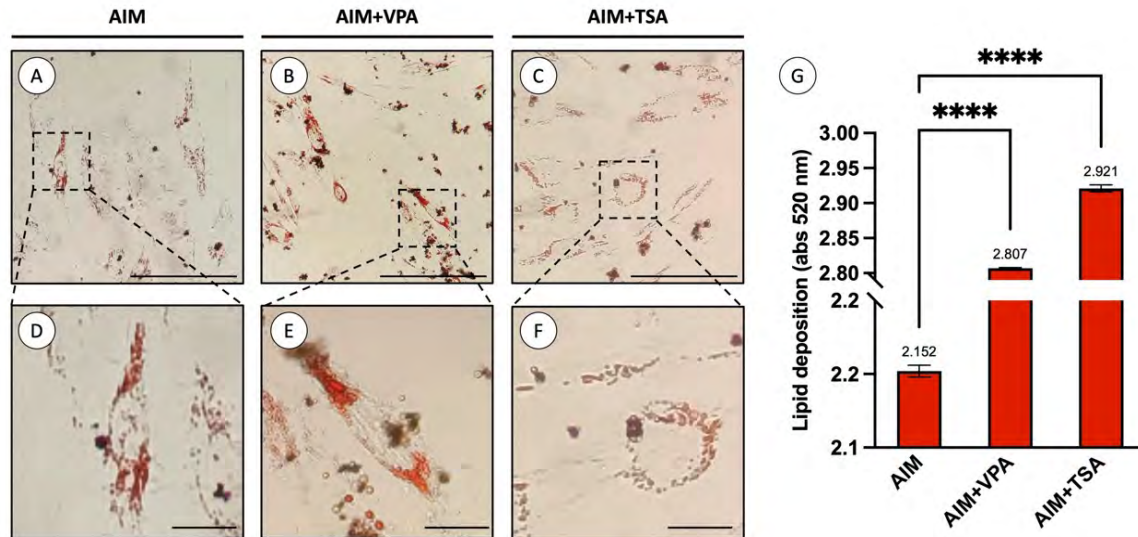 AIM
AIM+VPA
AIM+TSA
A
B
C
D
E
F
G
****
****
Lipid deposition (abs 520 nm)
3.00
2.95
2.90
2.85
2.80
2.2
2.2
2.1
2.152
2.807
2.921
AIM
AIM+VPA
AIM+TSA